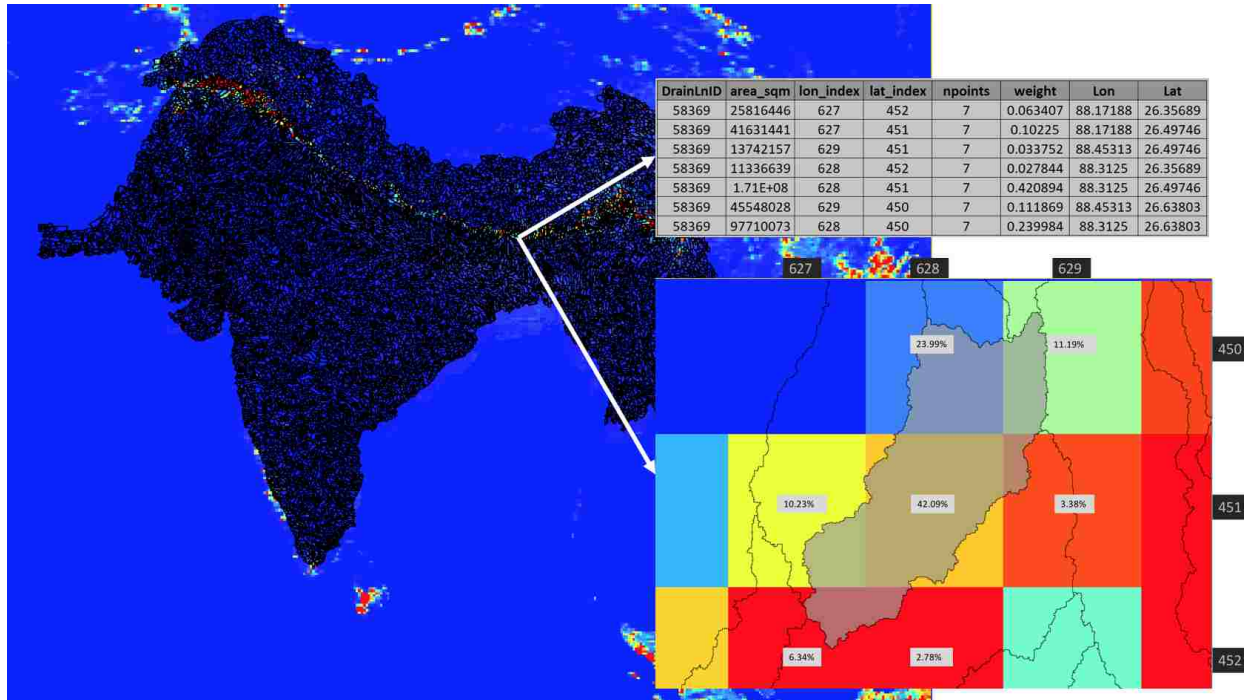 DrainLnID area_sqm lon_index lat_index npoints weight Lon Lat
58369 25816446 627 452 7 0.063407 88.17188 26.35689
58369 41631441 627 451 7 0.10225 88.17188 26.49746
58369 13742157 629 451 7 0.033752 88.45313 26.49746
58369 11336639 628 452 7 0.027844 88.3125 26.35689
58369 1.71E+08 628 451 7 0.420894 88.3125 26.49746
58369 45548028 629 450 7 0.111869 88.45313 26.63803
58369 97710073 628 450 7 0.239984 88.3125 26.63803
627 628 629
23.99% 11.19% 450
10.23% 42.09% 3.38% 451
6.34% 2.78% 452